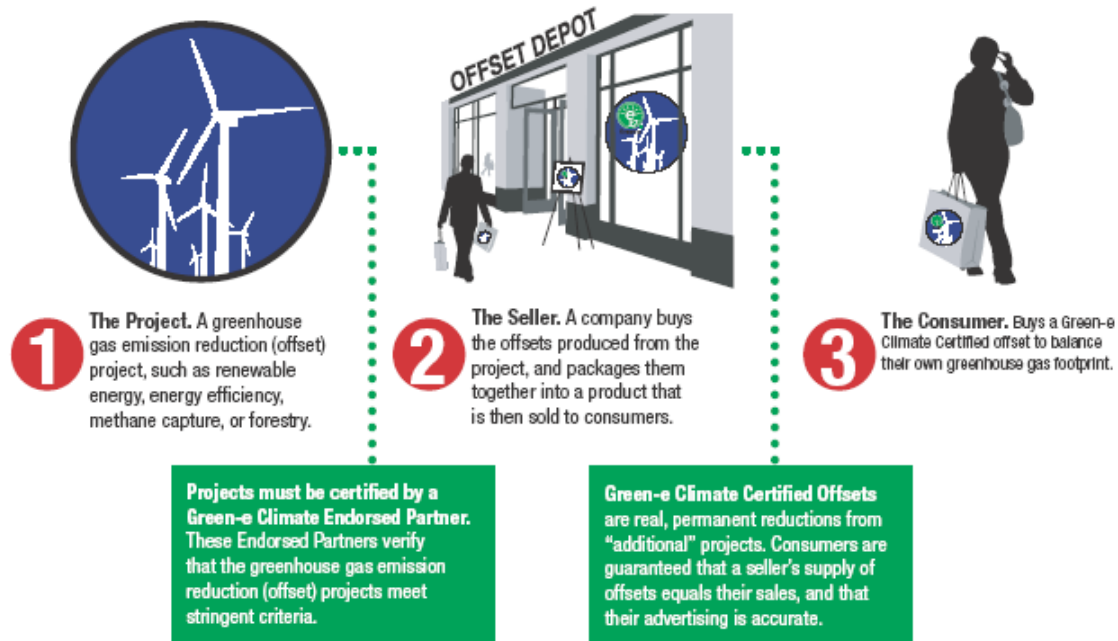 OFFSET DEPOT
e
1
The Project. A greenhouse
gas emission reduction (offset)
project, such as renewable
energy, energy efficiency,
methane capture, or forestry.
2
The Seller. A company buys
the offsets produced from the
project, and packages them
together into a product that
is then sold to consumers.
3
The Consumer. Buys a Green-e
Climate Certified offset to balance
their own greenhouse gas footprint.
Projects must be certified by a
Green-e Climate Endorsed Partner.
These Endorsed Partners verify
that the greenhouse gas emission
reduction (offset) projects meet
stringent criteria.
Green-e Climate Certified Offsets
are real, permanent reductions from
“additional” projects. Consumers are
guaranteed that a seller’s supply of
offsets equals their sales, and that
their advertising is accurate.